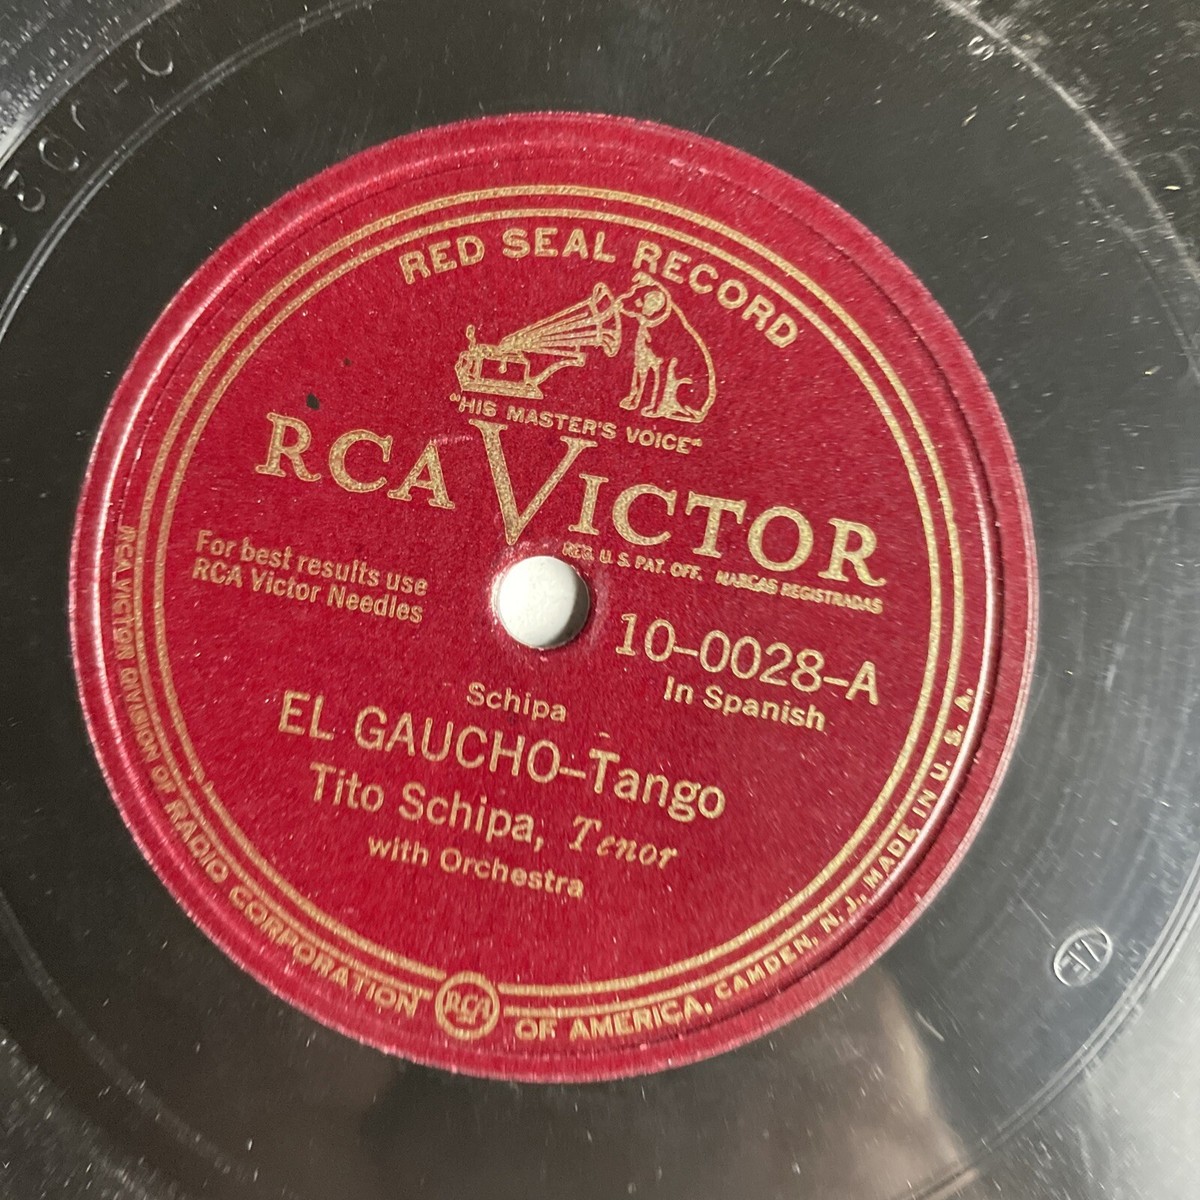 RED SEAL RECORD
"HIS MASTER'S VOICE"
RCA VICTOR
REG. U. S. PAT. OFF. MARCAS REGISTRADAS
For best results use
RCA Victor Needles
10-0028-A
In Spanish
Schipa
EL GAUCHO-Tango
Tito Schipa, Tenor
with Orchestra
RCA VICTOR DIVISION OF RADIO CORPORATION RCA OF AMERICA, CAMDEN, N. J., MADE IN U. S. A.